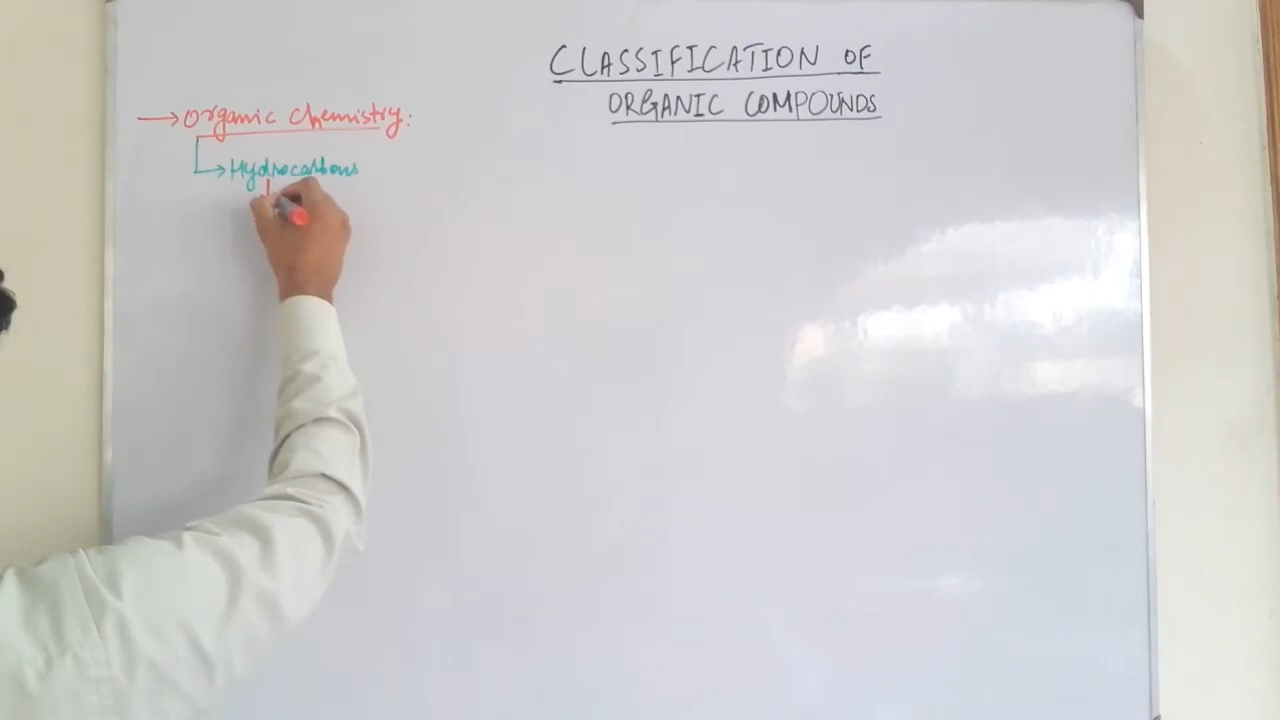 CLASSIFICATION OF
ORGANIC COMPOUNDS
→ Organic Chemistry:
→ Hydrocarbons